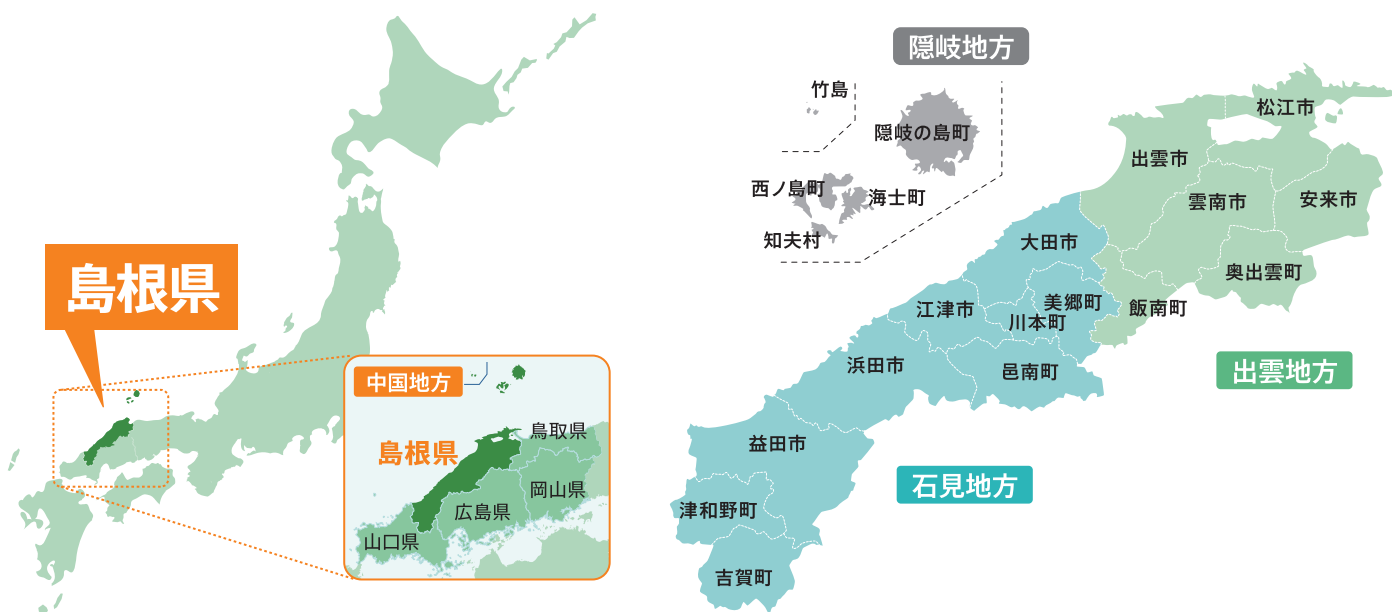 島根県
中国地方
島根県
鳥取県
岡山県
広島県
山口県
隠岐地方
竹島
隠岐の島町
西ノ島町
海士町
知夫村
松江市
出雲市
雲南市
安来市
奥出雲町
飯南町
出雲地方
大田市
美郷町
川本町
江津市
浜田市
邑南町
益田市
石見地方
津和野町
吉賀町